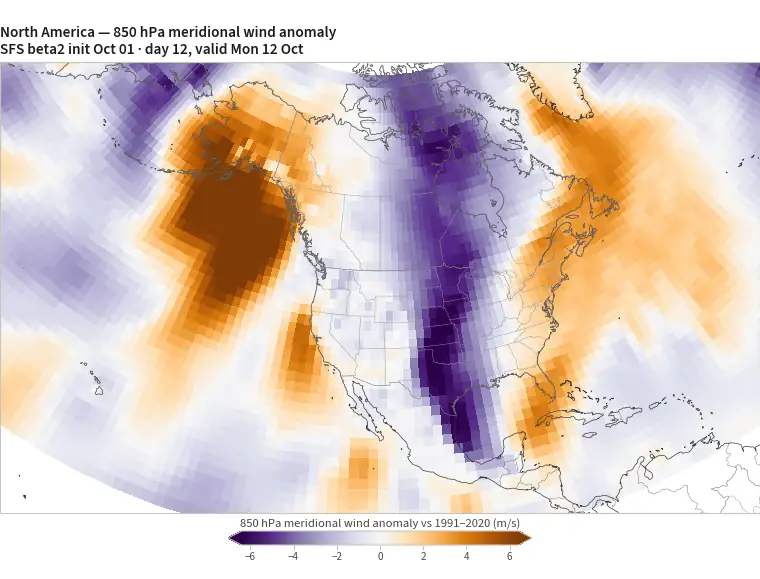 North America — 850 hPa meridional wind anomaly
SFS beta2 init Oct 01 · day 12, valid Mon 12 Oct
850 hPa meridional wind anomaly vs 1991–2020 (m/s)
−6 −4 −2 0 2 4 6